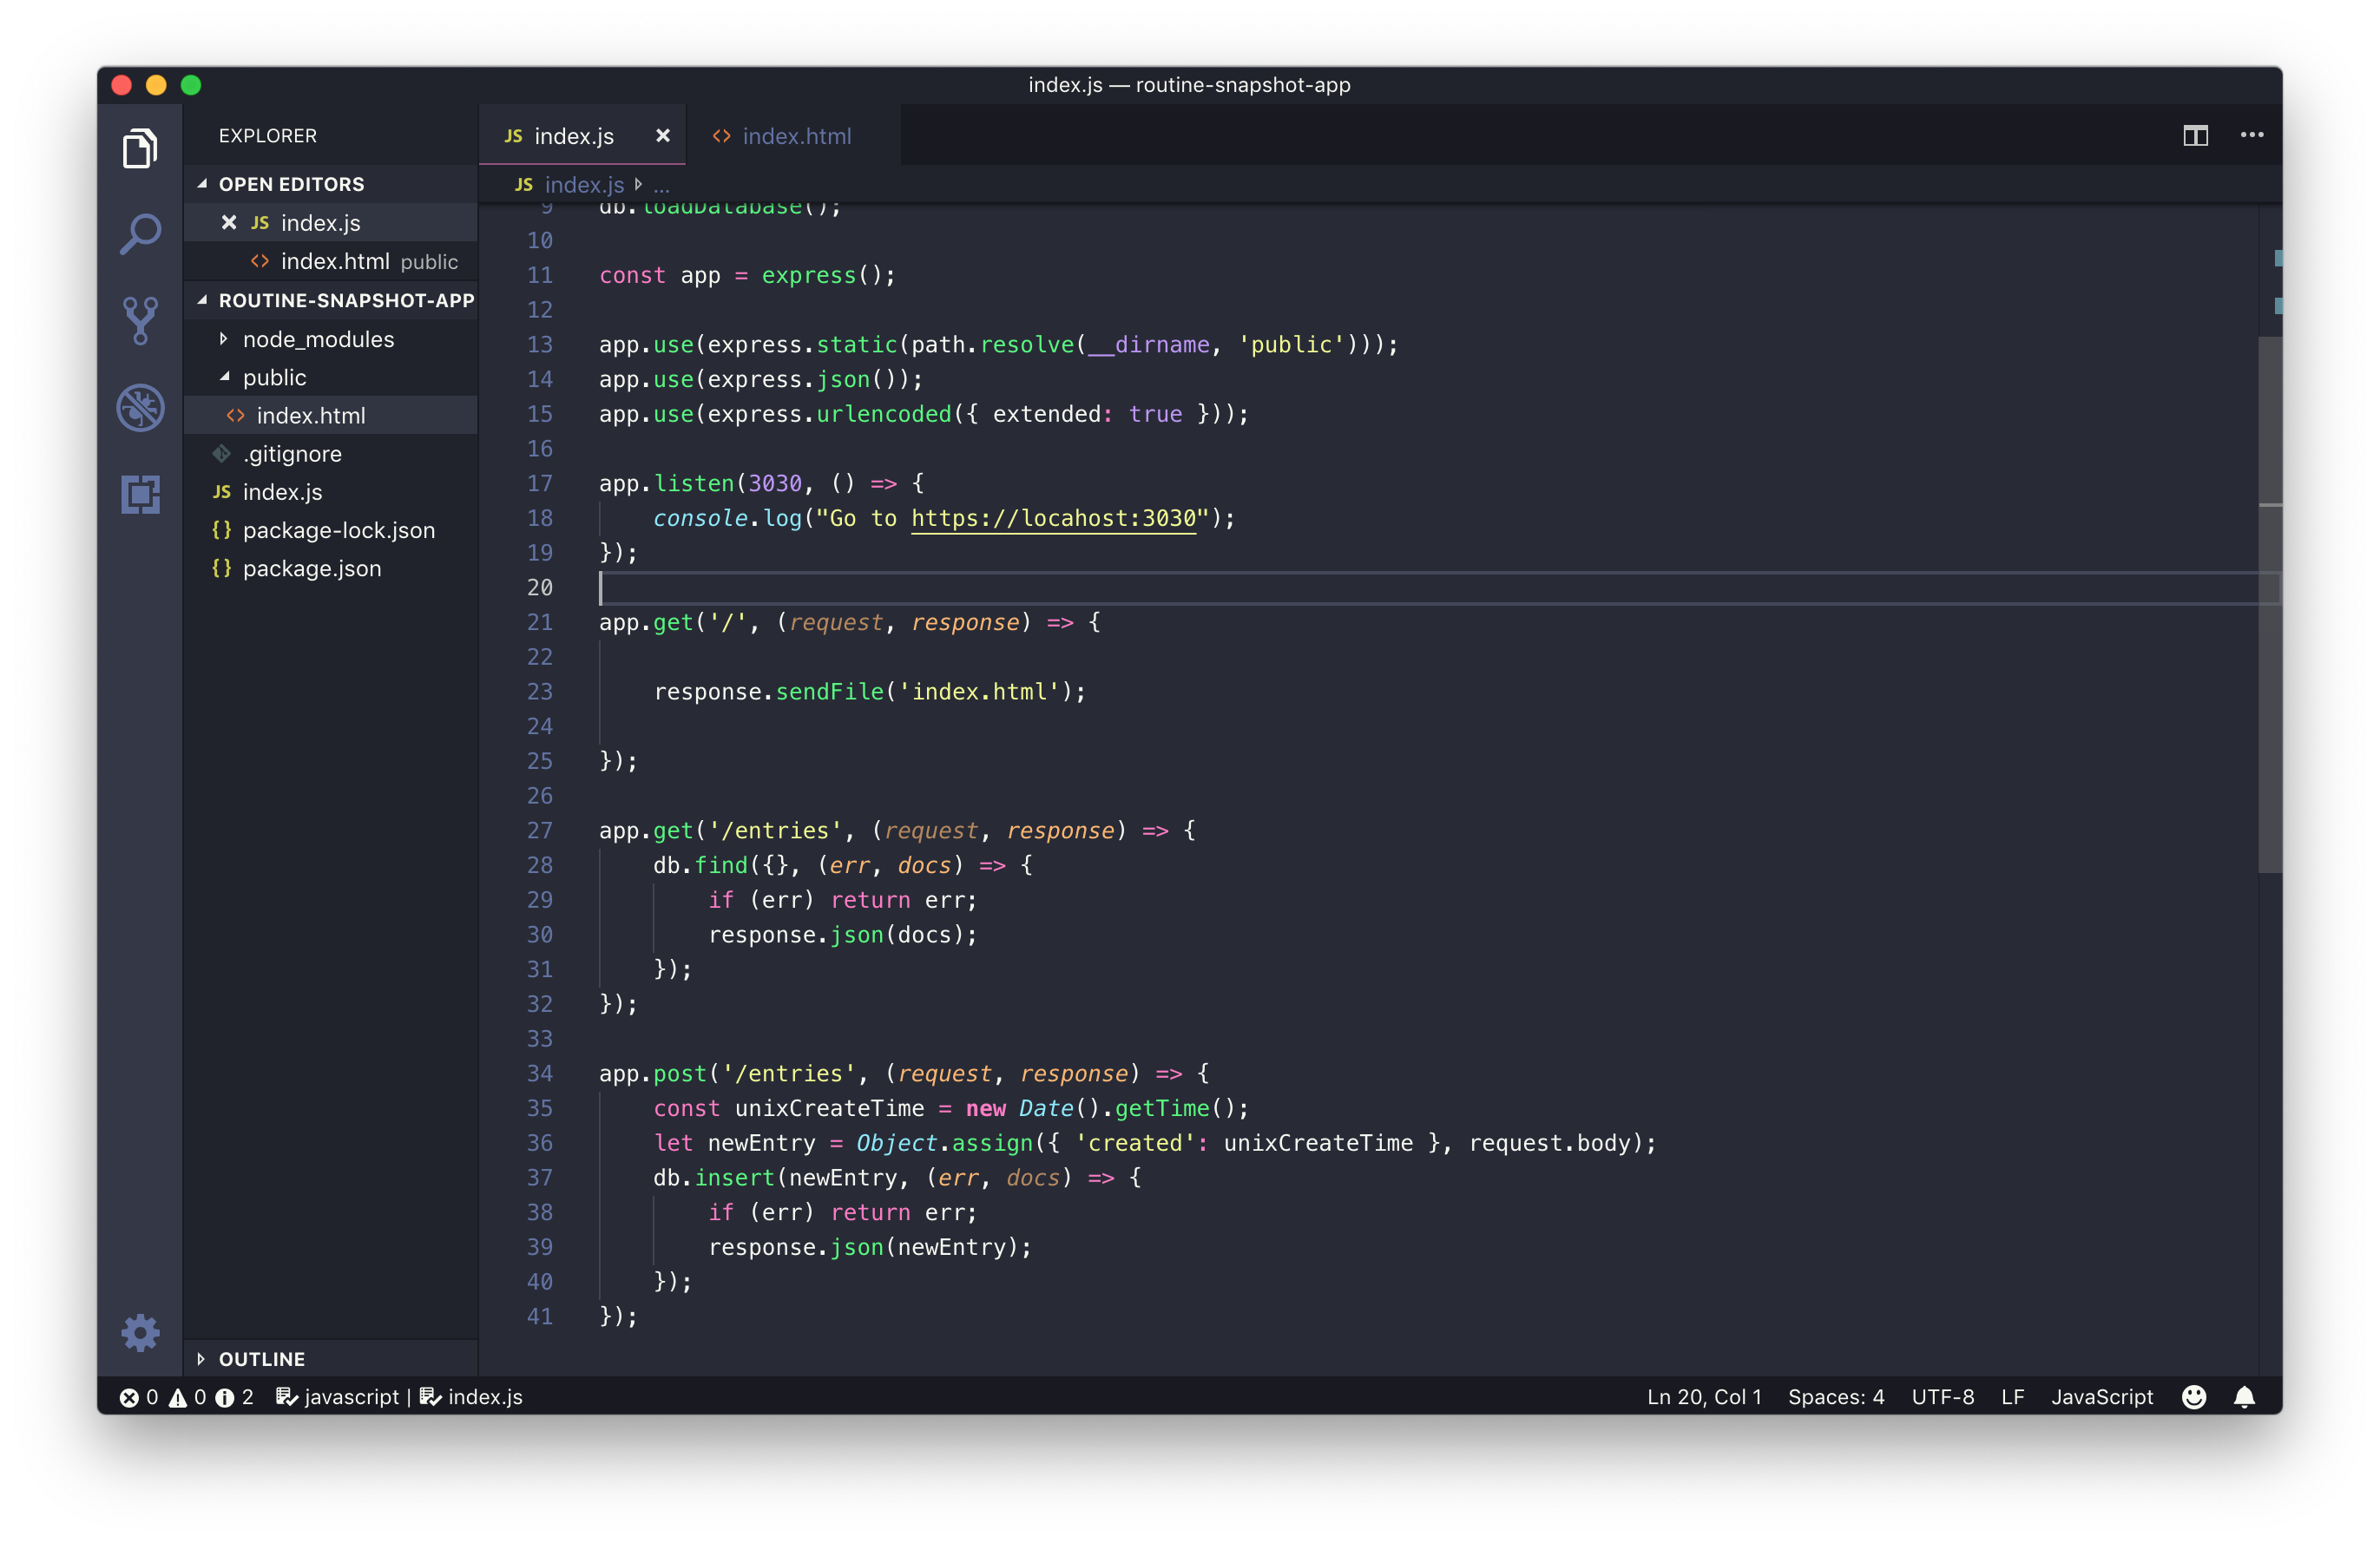 index.js — routine-snapshot-app
EXPLORER
OPEN EDITORS
JS index.js
<> index.html public
ROUTINE-SNAPSHOT-APP
node_modules
public
<> index.html
.gitignore
JS index.js
{} package-lock.json
{} package.json
OUTLINE
JS index.js
<> index.html
JS index.js ...
9 db.loadDatabase();
10
11 const app = express();
12
13 app.use(express.static(path.resolve(__dirname, 'public')));
14 app.use(express.json());
15 app.use(express.urlencoded({ extended: true }));
16
17 app.listen(3030, () => {
18     console.log("Go to https://locahost:3030");
19 });
20
21 app.get('/', (request, response) => {
22
23     response.sendFile('index.html');
24
25 });
26
27 app.get('/entries', (request, response) => {
28     db.find({}, (err, docs) => {
29         if (err) return err;
30         response.json(docs);
31     });
32 });
33
34 app.post('/entries', (request, response) => {
35     const unixCreateTime = new Date().getTime();
36     let newEntry = Object.assign({ 'created': unixCreateTime }, request.body);
37     db.insert(newEntry, (err, docs) => {
38         if (err) return err;
39         response.json(newEntry);
40     });
41 });
0 0 2 javascript | index.js
Ln 20, Col 1 Spaces: 4 UTF-8 LF JavaScript